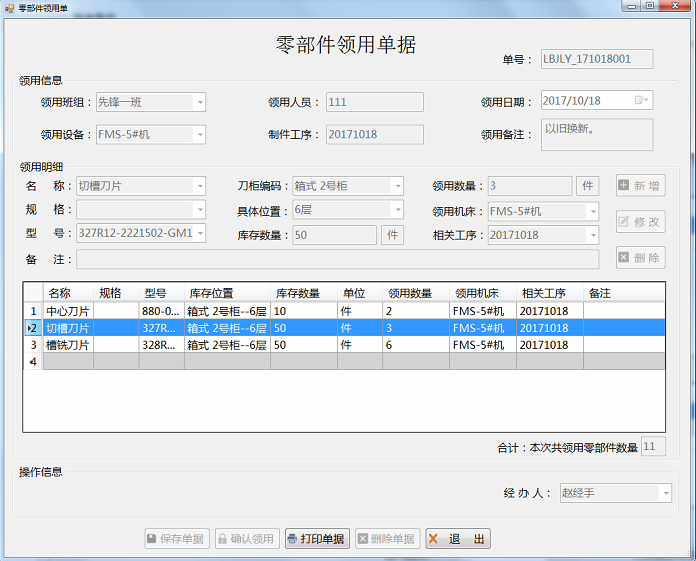 零部件领用单
零部件领用单据
单号： LBJLY_171018001
领用信息
领用班组： 先锋一班 领用人员： 111 领用日期： 2017/10/18
领用设备： FMS-5#机 制件工序： 20171018 领用备注： 以旧换新。
领用明细
名 称： 切槽刀片 刀柜编码： 箱式 2号柜 领用数量： 3 件 新 增
规 格： 具体位置： 6层 领用机床： FMS-5#机 修 改
型 号： 327R12-2221502-GM1 库存数量： 50 件 相关工序： 20171018
备 注： 删 除
名称 规格 型号 库存位置 库存数量 单位 领用数量 领用机床 相关工序 备注
1 中心刀片 880-0... 箱式 2号柜--6层 10 件 2 FMS-5#机 20171018
2 切槽刀片 327R... 箱式 2号柜--6层 50 件 3 FMS-5#机 20171018
3 槽铣刀片 328R... 箱式 2号柜--6层 50 件 6 FMS-5#机 20171018
4
合计：本次共领用零部件数量 11
操作信息
经 办 人： 赵经手
保存单据 确认领用 打印单据 删除单据 退 出